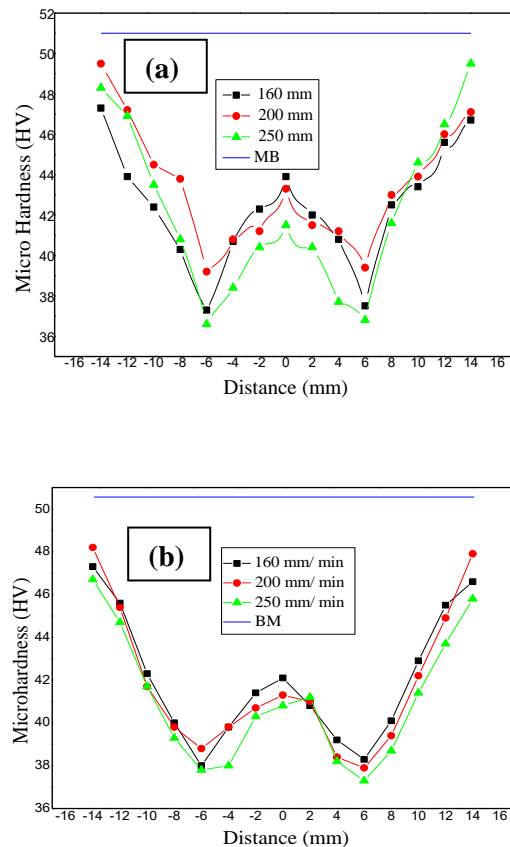 52
50
48
46
44
42
40
38
36
Micro Hardness (HV)
(a)
160 mm
200 mm
250 mm
MB
-16 -14 -12 -10 -8 -6 -4 -2 0 2 4 6 8 10 12 14 16
Distance (mm)
50
48
46
44
42
40
38
36
Microhardness (HV)
(b)
160 mm/ min
200 mm/ min
250 mm/ min
BM
-16 -14 -12 -10 -8 -6 -4 -2 0 2 4 6 8 10 12 14 16
Distance (mm)